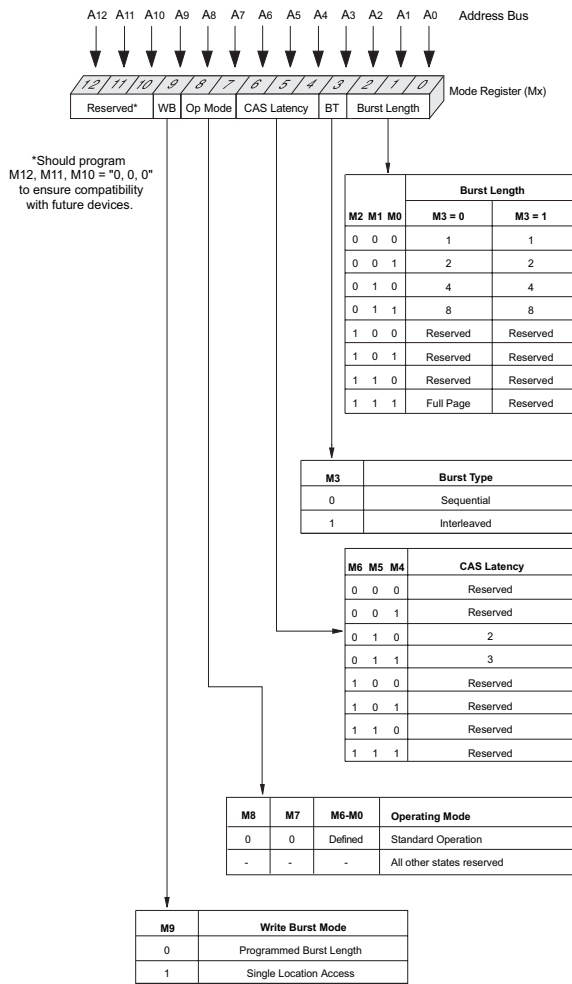 A12 A11 A10 A9 A8 A7 A6 A5 A4 A3 A2 A1 A0 Address Bus
12 11 10 9 8 7 6 5 4 3 2 1 0 Mode Register (Mx)
Reserved* WB Op Mode CAS Latency BT Burst Length
*Should program
M12, M11, M10 = "0, 0, 0"
to ensure compatibility
with future devices.
Burst Length
M2 M1 M0 M3 = 0 M3 = 1
0 0 0 1 1
0 0 1 2 2
0 1 0 4 4
0 1 1 8 8
1 0 0 Reserved Reserved
1 0 1 Reserved Reserved
1 1 0 Reserved Reserved
1 1 1 Full Page Reserved
M3 Burst Type
0 Sequential
1 Interleaved
M6 M5 M4 CAS Latency
0 0 0 Reserved
0 0 1 Reserved
0 1 0 2
0 1 1 3
1 0 0 Reserved
1 0 1 Reserved
1 1 0 Reserved
1 1 1 Reserved
M8 M7 M6-M0 Operating Mode
0 0 Defined Standard Operation
- - - All other states reserved
M9 Write Burst Mode
0 Programmed Burst Length
1 Single Location Access